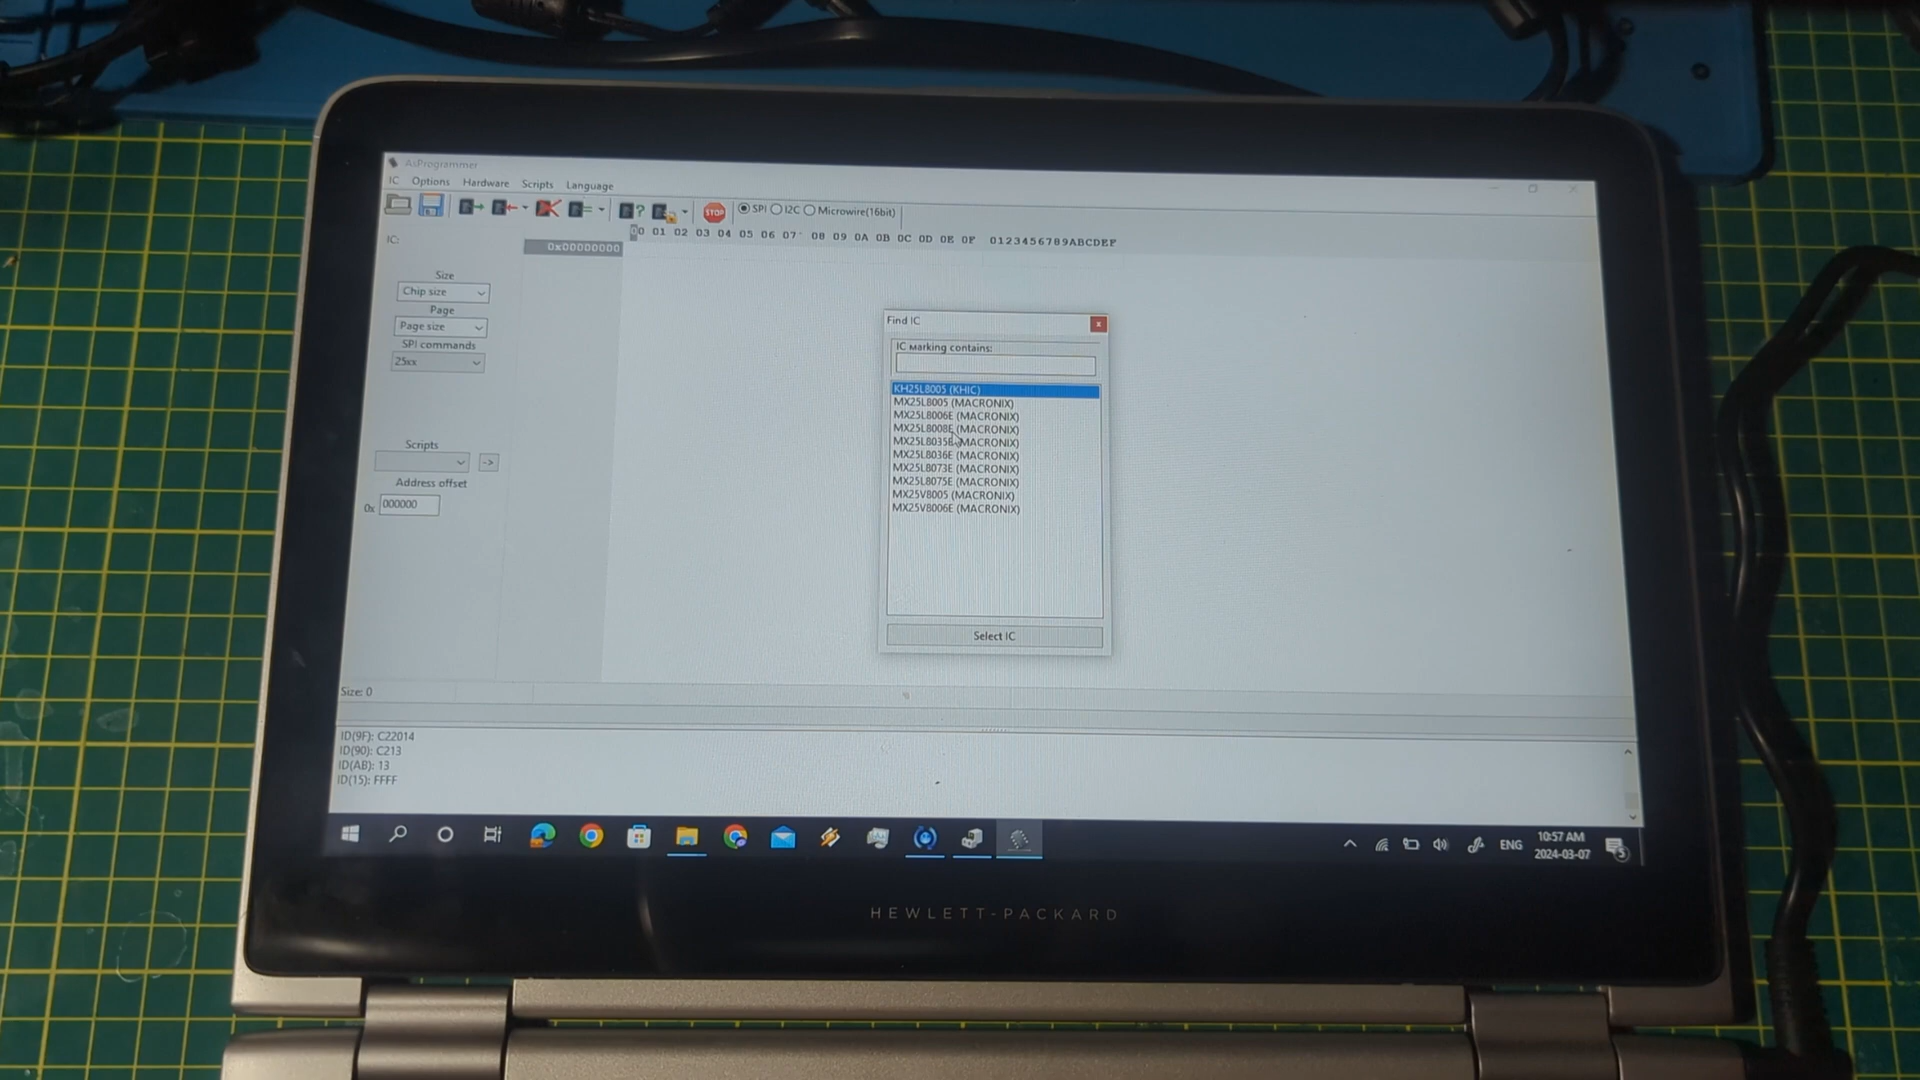 AsProgrammer
IC Options Hardware Scripts Language
STOP SPI I2C Microwire(16bit)
IC:
0x00000000
00 01 02 03 04 05 06 07 08 09 0A 0B 0C 0D 0E 0F 0123456789ABCDEF
Size
Chip size
Page
Page size
SPI commands
25xx
Scripts
->
Address offset
0x 000000
Find IC
x
IC marking contains:
KH25L8005 (KHIC)
MX25L8005 (MACRONIX)
MX25L8006E (MACRONIX)
MX25L8008E (MACRONIX)
MX25L8035E (MACRONIX)
MX25L8036E (MACRONIX)
MX25L8073E (MACRONIX)
MX25L8075E (MACRONIX)
MX25V8005 (MACRONIX)
MX25V8006E (MACRONIX)
Select IC
Size: 0
ID(9F): C22014
ID(90): C213
ID(AB): 13
ID(15): FFFF
ENG
10:57 AM
2024-03-07
5
HEWLETT-PACKARD